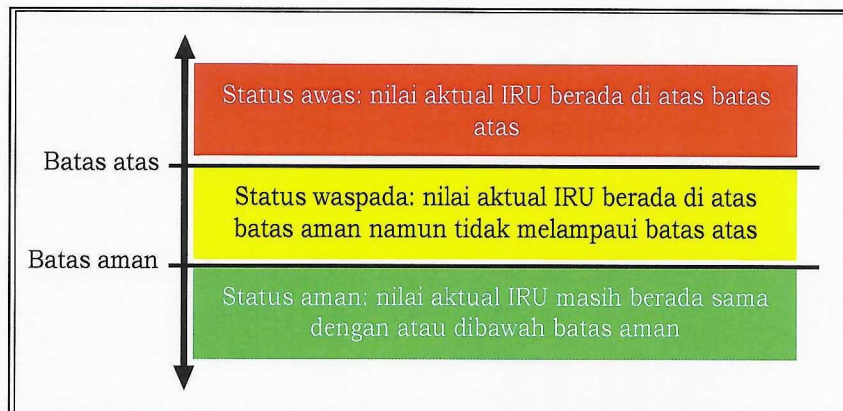 Status awas: nilai aktual IRU berada di atas batas
atas
Batas atas
Status waspada: nilai aktual IRU berada di atas
batas aman namun tidak melampaui batas atas
Batas aman
Status aman: nilai aktual IRU masih berada sama
dengan atau dibawah batas aman